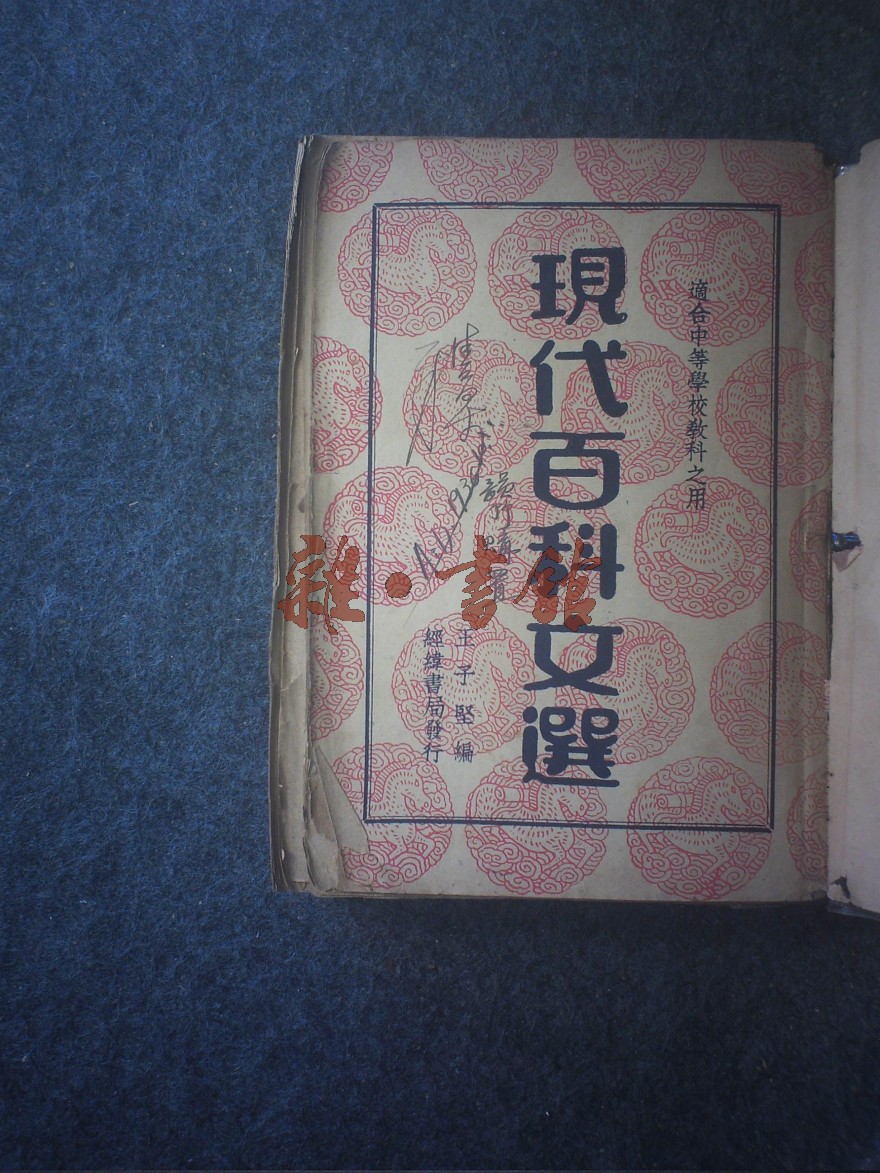 適合中等學校教科之用
現代百科文選
王子堅編
經緯書局發行
雜·書館